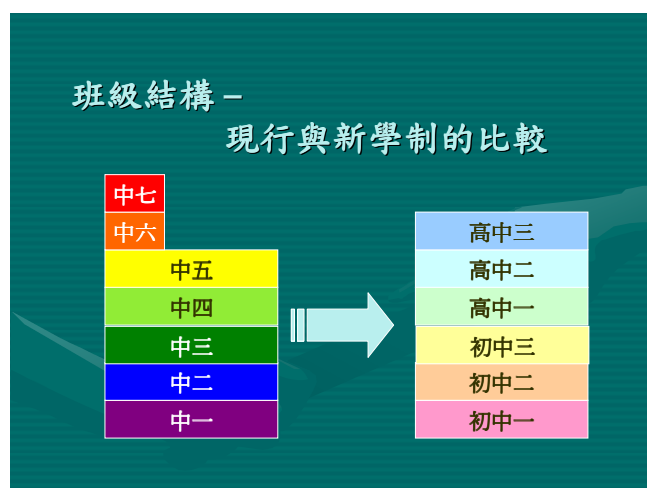 班級結構 –
現行與新學制的比較
中七
中六
中五
中四
中三
中二
中一
高中三
高中二
高中一
初中三
初中二
初中一